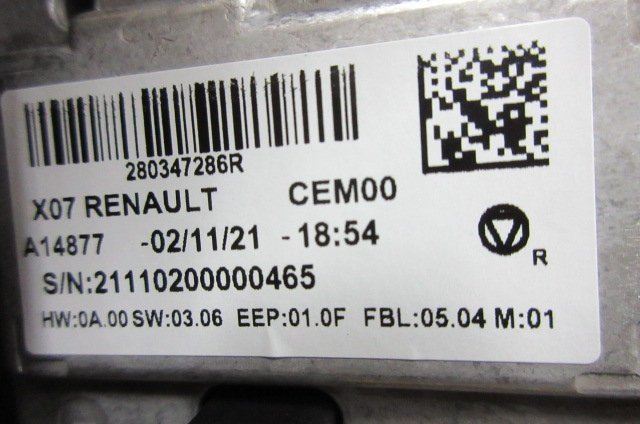 280347286R
X07 RENAULT CEM00
A14877 -02/11/21 -18:54
R
S/N:21110200000465
HW:0A.00 SW:03.06 EEP:01.0F FBL:05.04 M:01